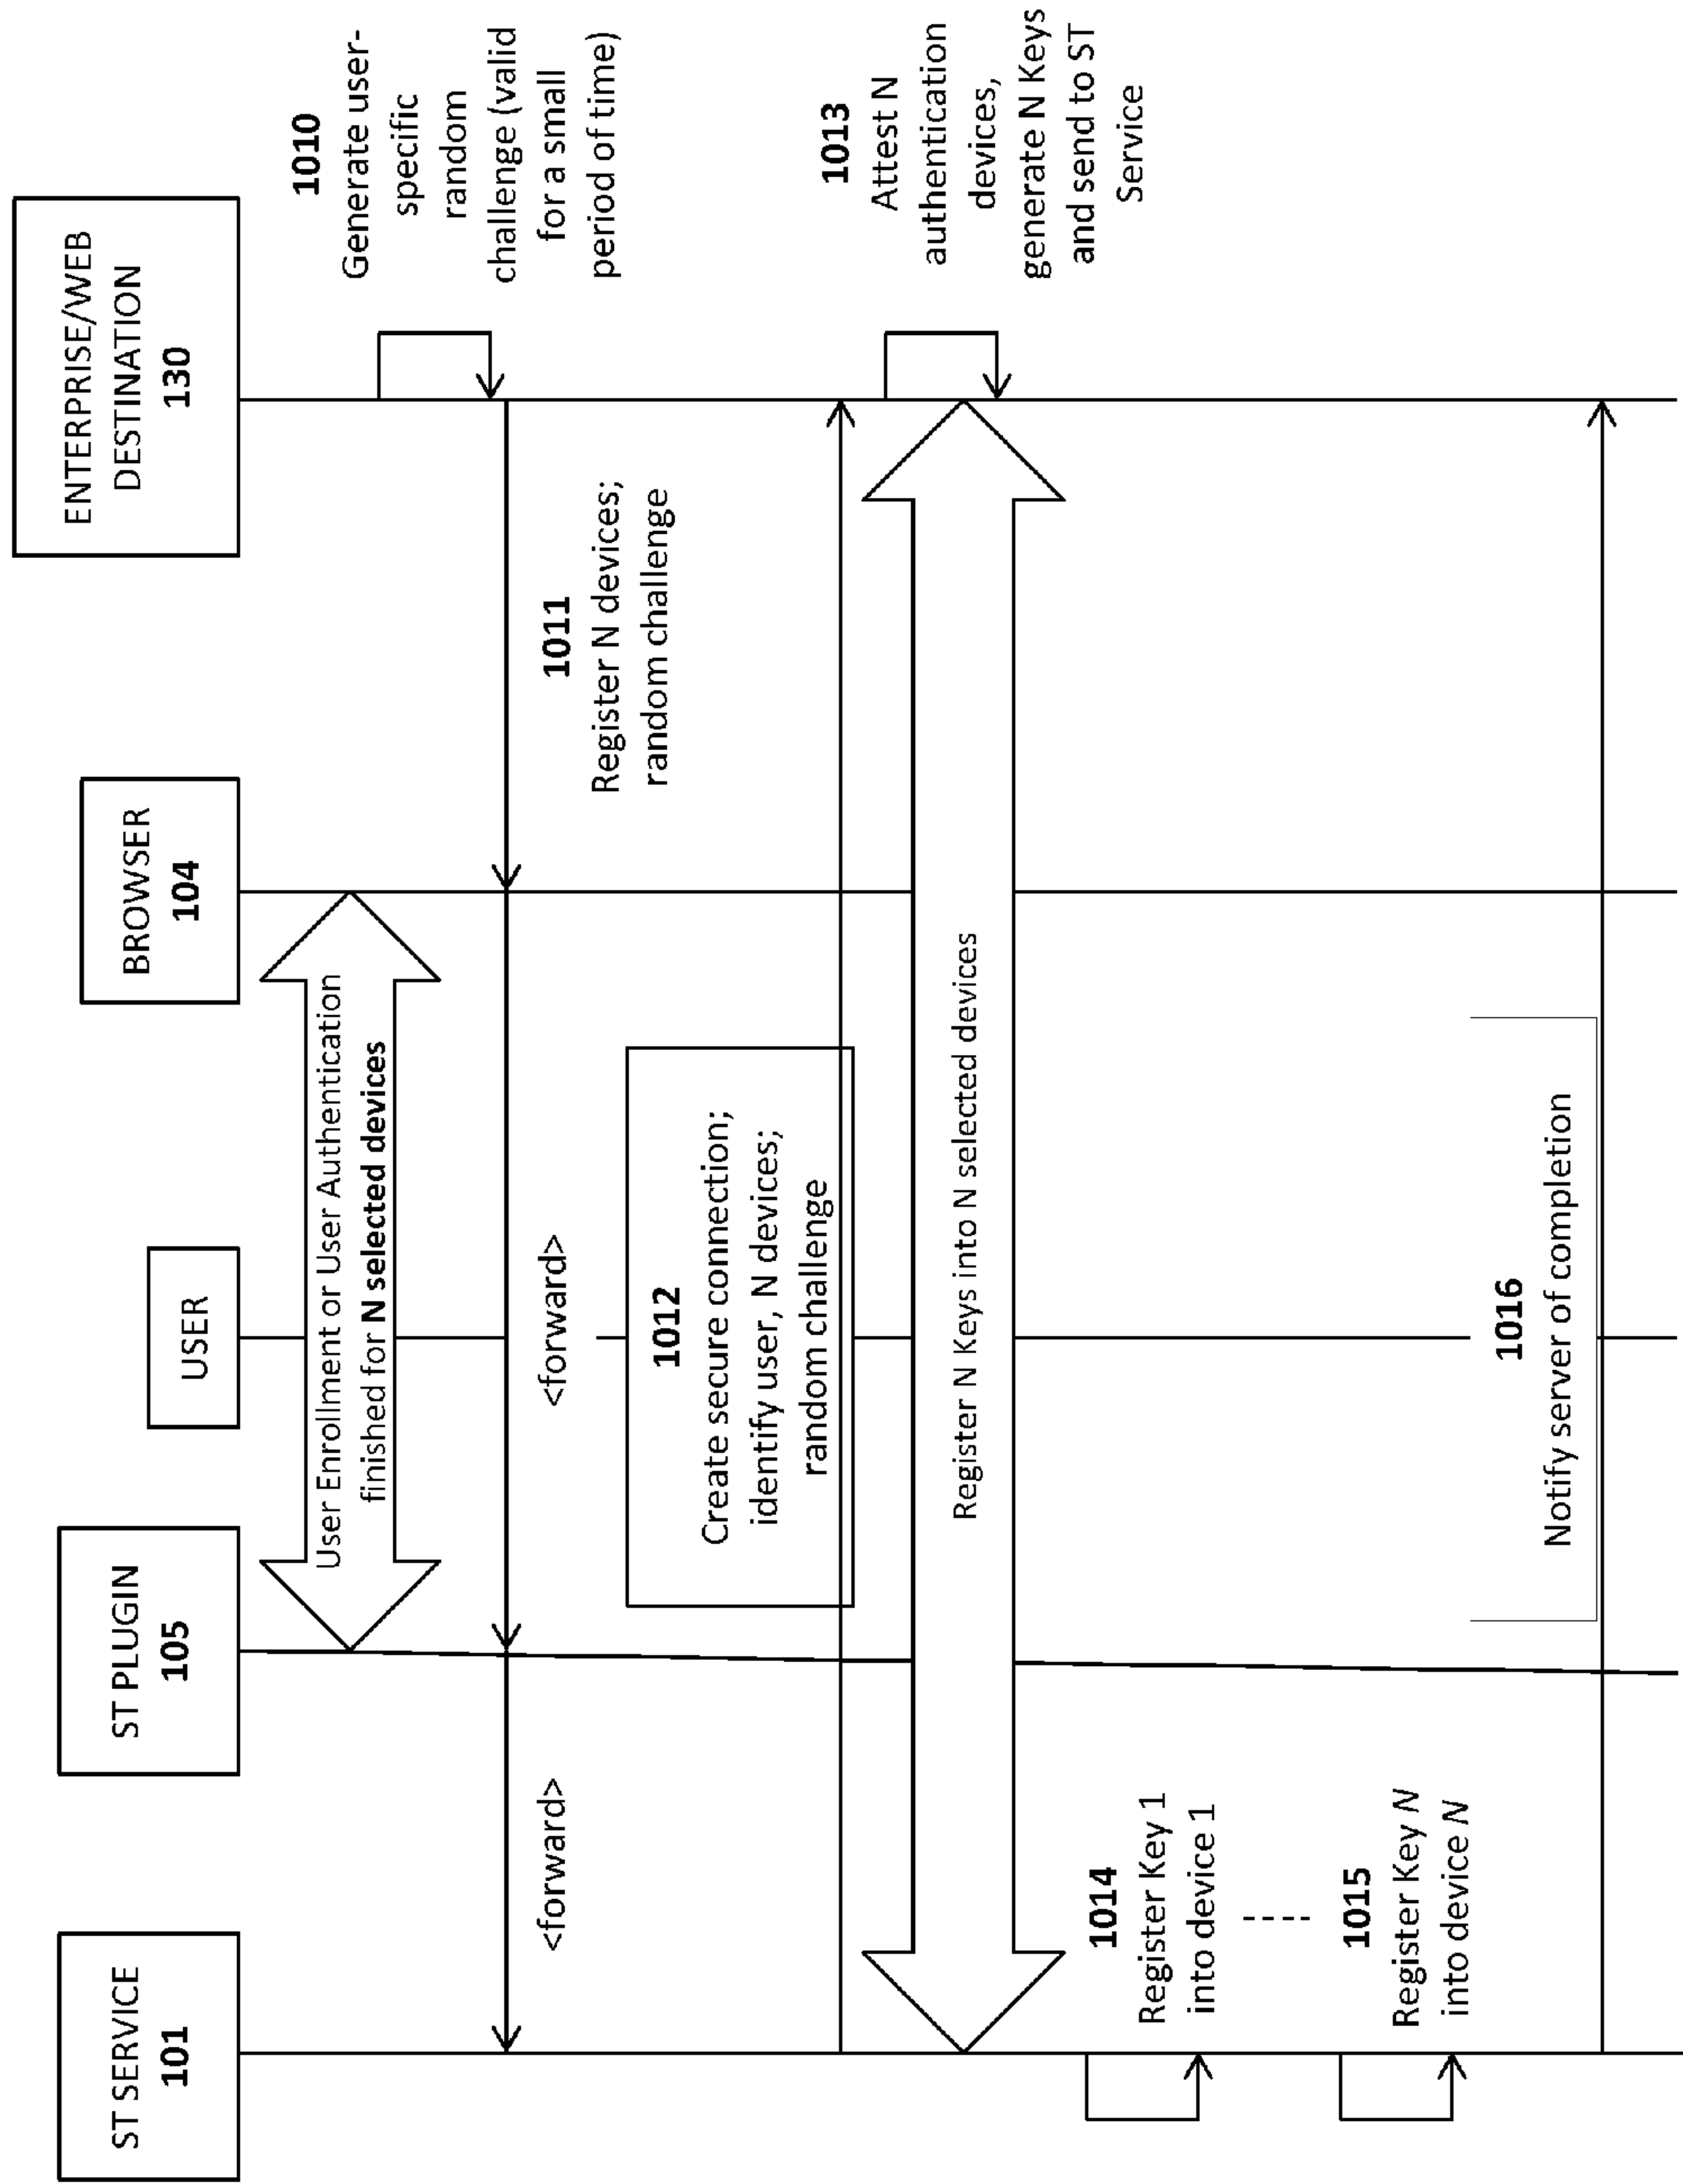 ST SERVICE
101
ST PLUGIN
105
USER
BROWSER
104
ENTERPRISE/WEB
DESTINATION
130
User Enrollment or User Authentication
finished for N selected devices
1010
Generate user-
specific
random
challenge (valid
for a small
period of time)
<forward>
<forward>
1011
Register N devices;
random challenge
1012
Create secure connection;
identify user, N devices;
random challenge
1013
Attest N
authentication
devices,
generate N Keys
and send to ST
Service
Register N Keys into N selected devices
1014
Register Key 1
into device 1
1015
Register Key N
into device N
1016
Notify server of completion